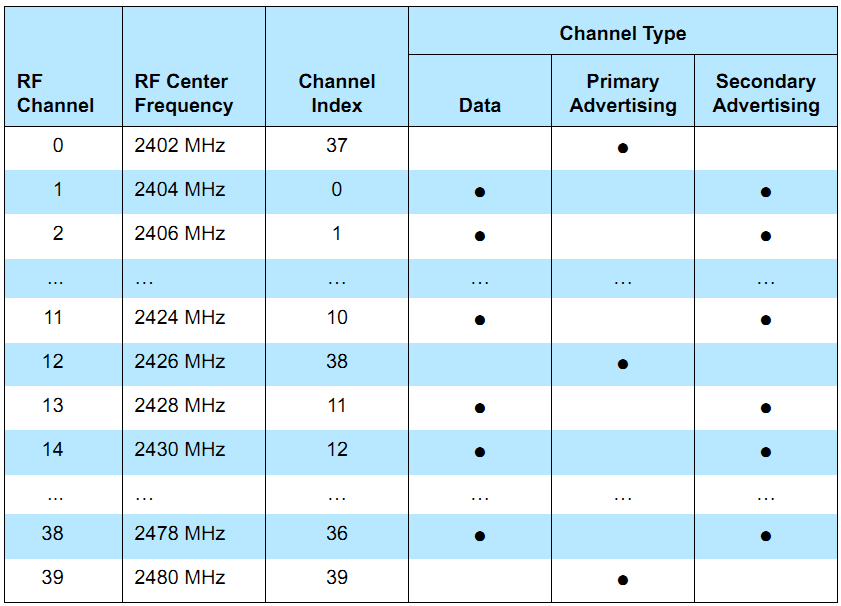 Channel Type
RF Channel RF Center Frequency Channel Index Data Primary Advertising Secondary Advertising
0 2402 MHz 37 ●
1 2404 MHz 0 ● ●
2 2406 MHz 1 ● ●
... ... ... ... ... ...
11 2424 MHz 10 ● ●
12 2426 MHz 38 ●
13 2428 MHz 11 ● ●
14 2430 MHz 12 ● ●
... ... ... ... ... ...
38 2478 MHz 36 ● ●
39 2480 MHz 39 ●